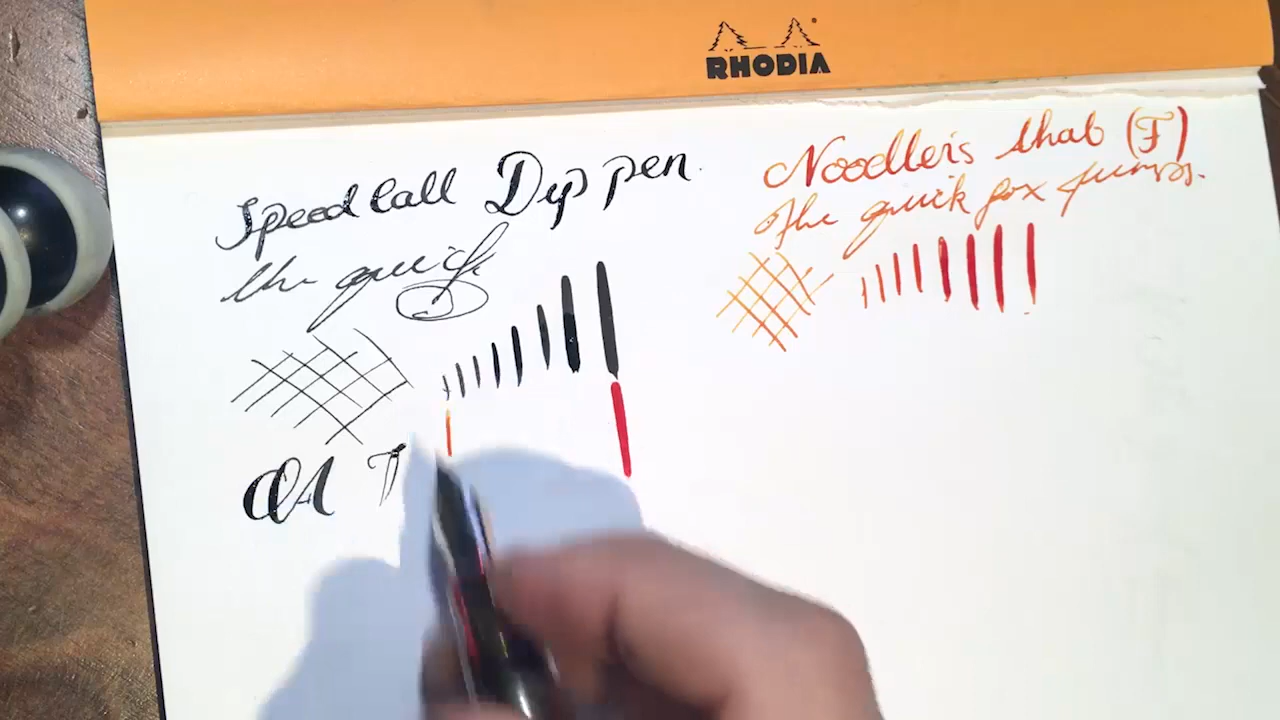 RHODIA
Speedball Dip pen.
the quick
Noodler's Ahab (F)
The quick fox jumps.
A T